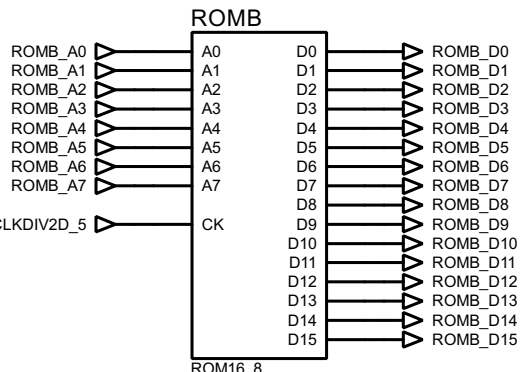 ROMB
ROMB_A0 A0 D0 ROMB_D0
ROMB_A1 A1 D1 ROMB_D1
ROMB_A2 A2 D2 ROMB_D2
ROMB_A3 A3 D3 ROMB_D3
ROMB_A4 A4 D4 ROMB_D4
ROMB_A5 A5 D5 ROMB_D5
ROMB_A6 A6 D6 ROMB_D6
ROMB_A7 A7 D7 ROMB_D7
D8 ROMB_D8
CLKDIV2D_5 CK D9 ROMB_D9
D10 ROMB_D10
D11 ROMB_D11
D12 ROMB_D12
D13 ROMB_D13
D14 ROMB_D14
D15 ROMB_D15
ROM16_8